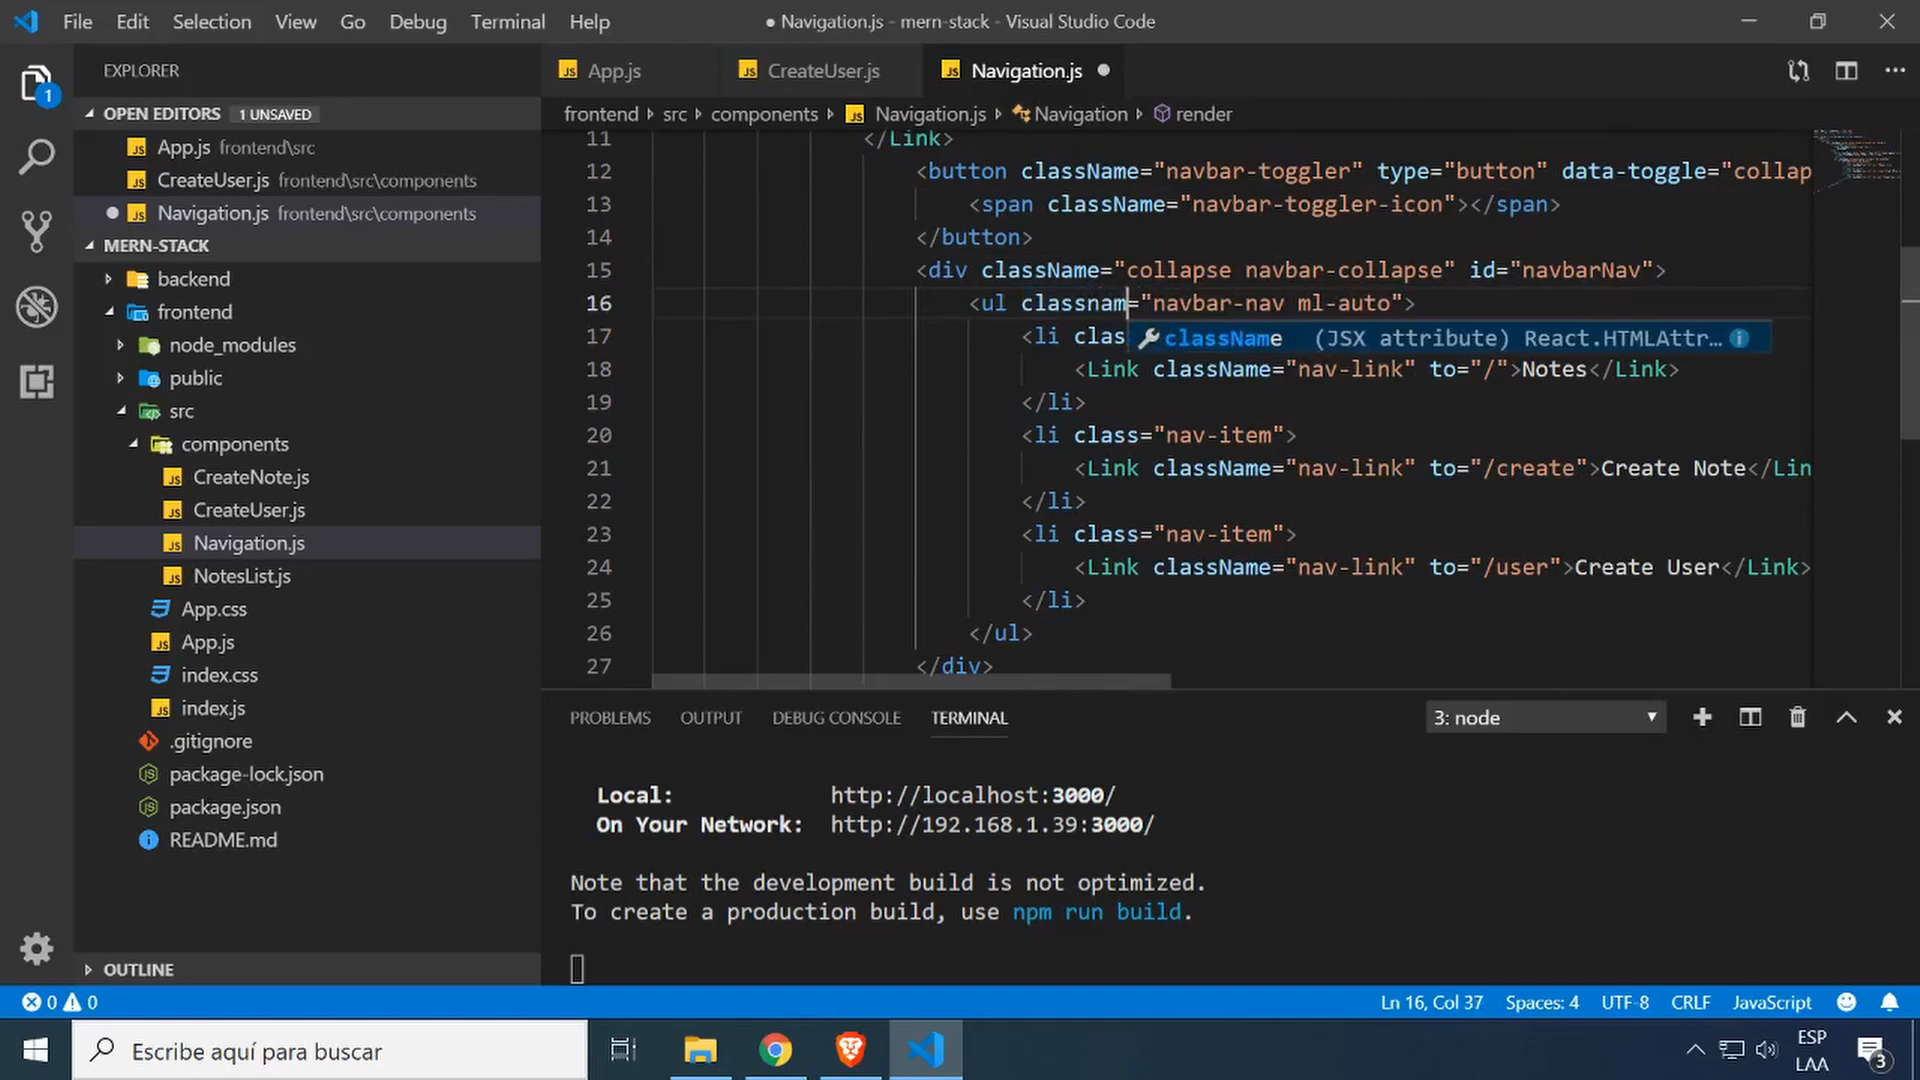 File Edit Selection View Go Debug Terminal Help
● Navigation.js - mern-stack - Visual Studio Code
EXPLORER
OPEN EDITORS 1 UNSAVED
App.js frontend\src
CreateUser.js frontend\src\components
Navigation.js frontend\src\components
MERN-STACK
backend
frontend
node_modules
public
src
components
CreateNote.js
CreateUser.js
Navigation.js
NotesList.js
App.css
App.js
index.css
index.js
.gitignore
package-lock.json
package.json
README.md
OUTLINE
1
JS App.js JS CreateUser.js JS Navigation.js
frontend › src › components › JS Navigation.js › Navigation › render
11 </Link>
12 <button className="navbar-toggler" type="button" data-toggle="collap
13 <span className="navbar-toggler-icon"></span>
14 </button>
15 <div className="collapse navbar-collapse" id="navbarNav">
16 <ul classnam="navbar-nav ml-auto">
17 <li clas
className (JSX attribute) React.HTMLAttr…
18 <Link className="nav-link" to="/">Notes</Link>
19 </li>
20 <li class="nav-item">
21 <Link className="nav-link" to="/create">Create Note</Lin
22 </li>
23 <li class="nav-item">
24 <Link className="nav-link" to="/user">Create User</Link>
25 </li>
26 </ul>
27 </div>
PROBLEMS OUTPUT DEBUG CONSOLE TERMINAL 3: node
Local: http://localhost:3000/
On Your Network: http://192.168.1.39:3000/
Note that the development build is not optimized.
To create a production build, use npm run build.
0 0 Ln 16, Col 37 Spaces: 4 UTF-8 CRLF JavaScript
Escribe aquí para buscar
ESP
LAA
3